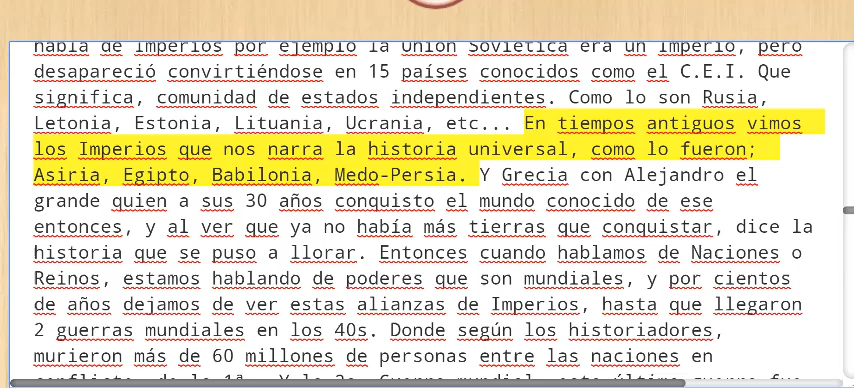 habla de Imperios por ejemplo la Unión Soviética era un Imperio, pero
desapareció convirtiéndose en 15 países conocidos como el C.E.I. Que
significa, comunidad de estados independientes. Como lo son Rusia,
Letonia, Estonia, Lituania, Ucrania, etc... En tiempos antiguos vimos
los Imperios que nos narra la historia universal, como lo fueron;
Asiria, Egipto, Babilonia, Medo-Persia. Y Grecia con Alejandro el
grande quien a sus 30 años conquisto el mundo conocido de ese
entonces, y al ver que ya no había más tierras que conquistar, dice la
historia que se puso a llorar. Entonces cuando hablamos de Naciones o
Reinos, estamos hablando de poderes que son mundiales, y por cientos
de años dejamos de ver estas alianzas de Imperios, hasta que llegaron
2 guerras mundiales en los 40s. Donde según los historiadores,
murieron más de 60 millones de personas entre las naciones en